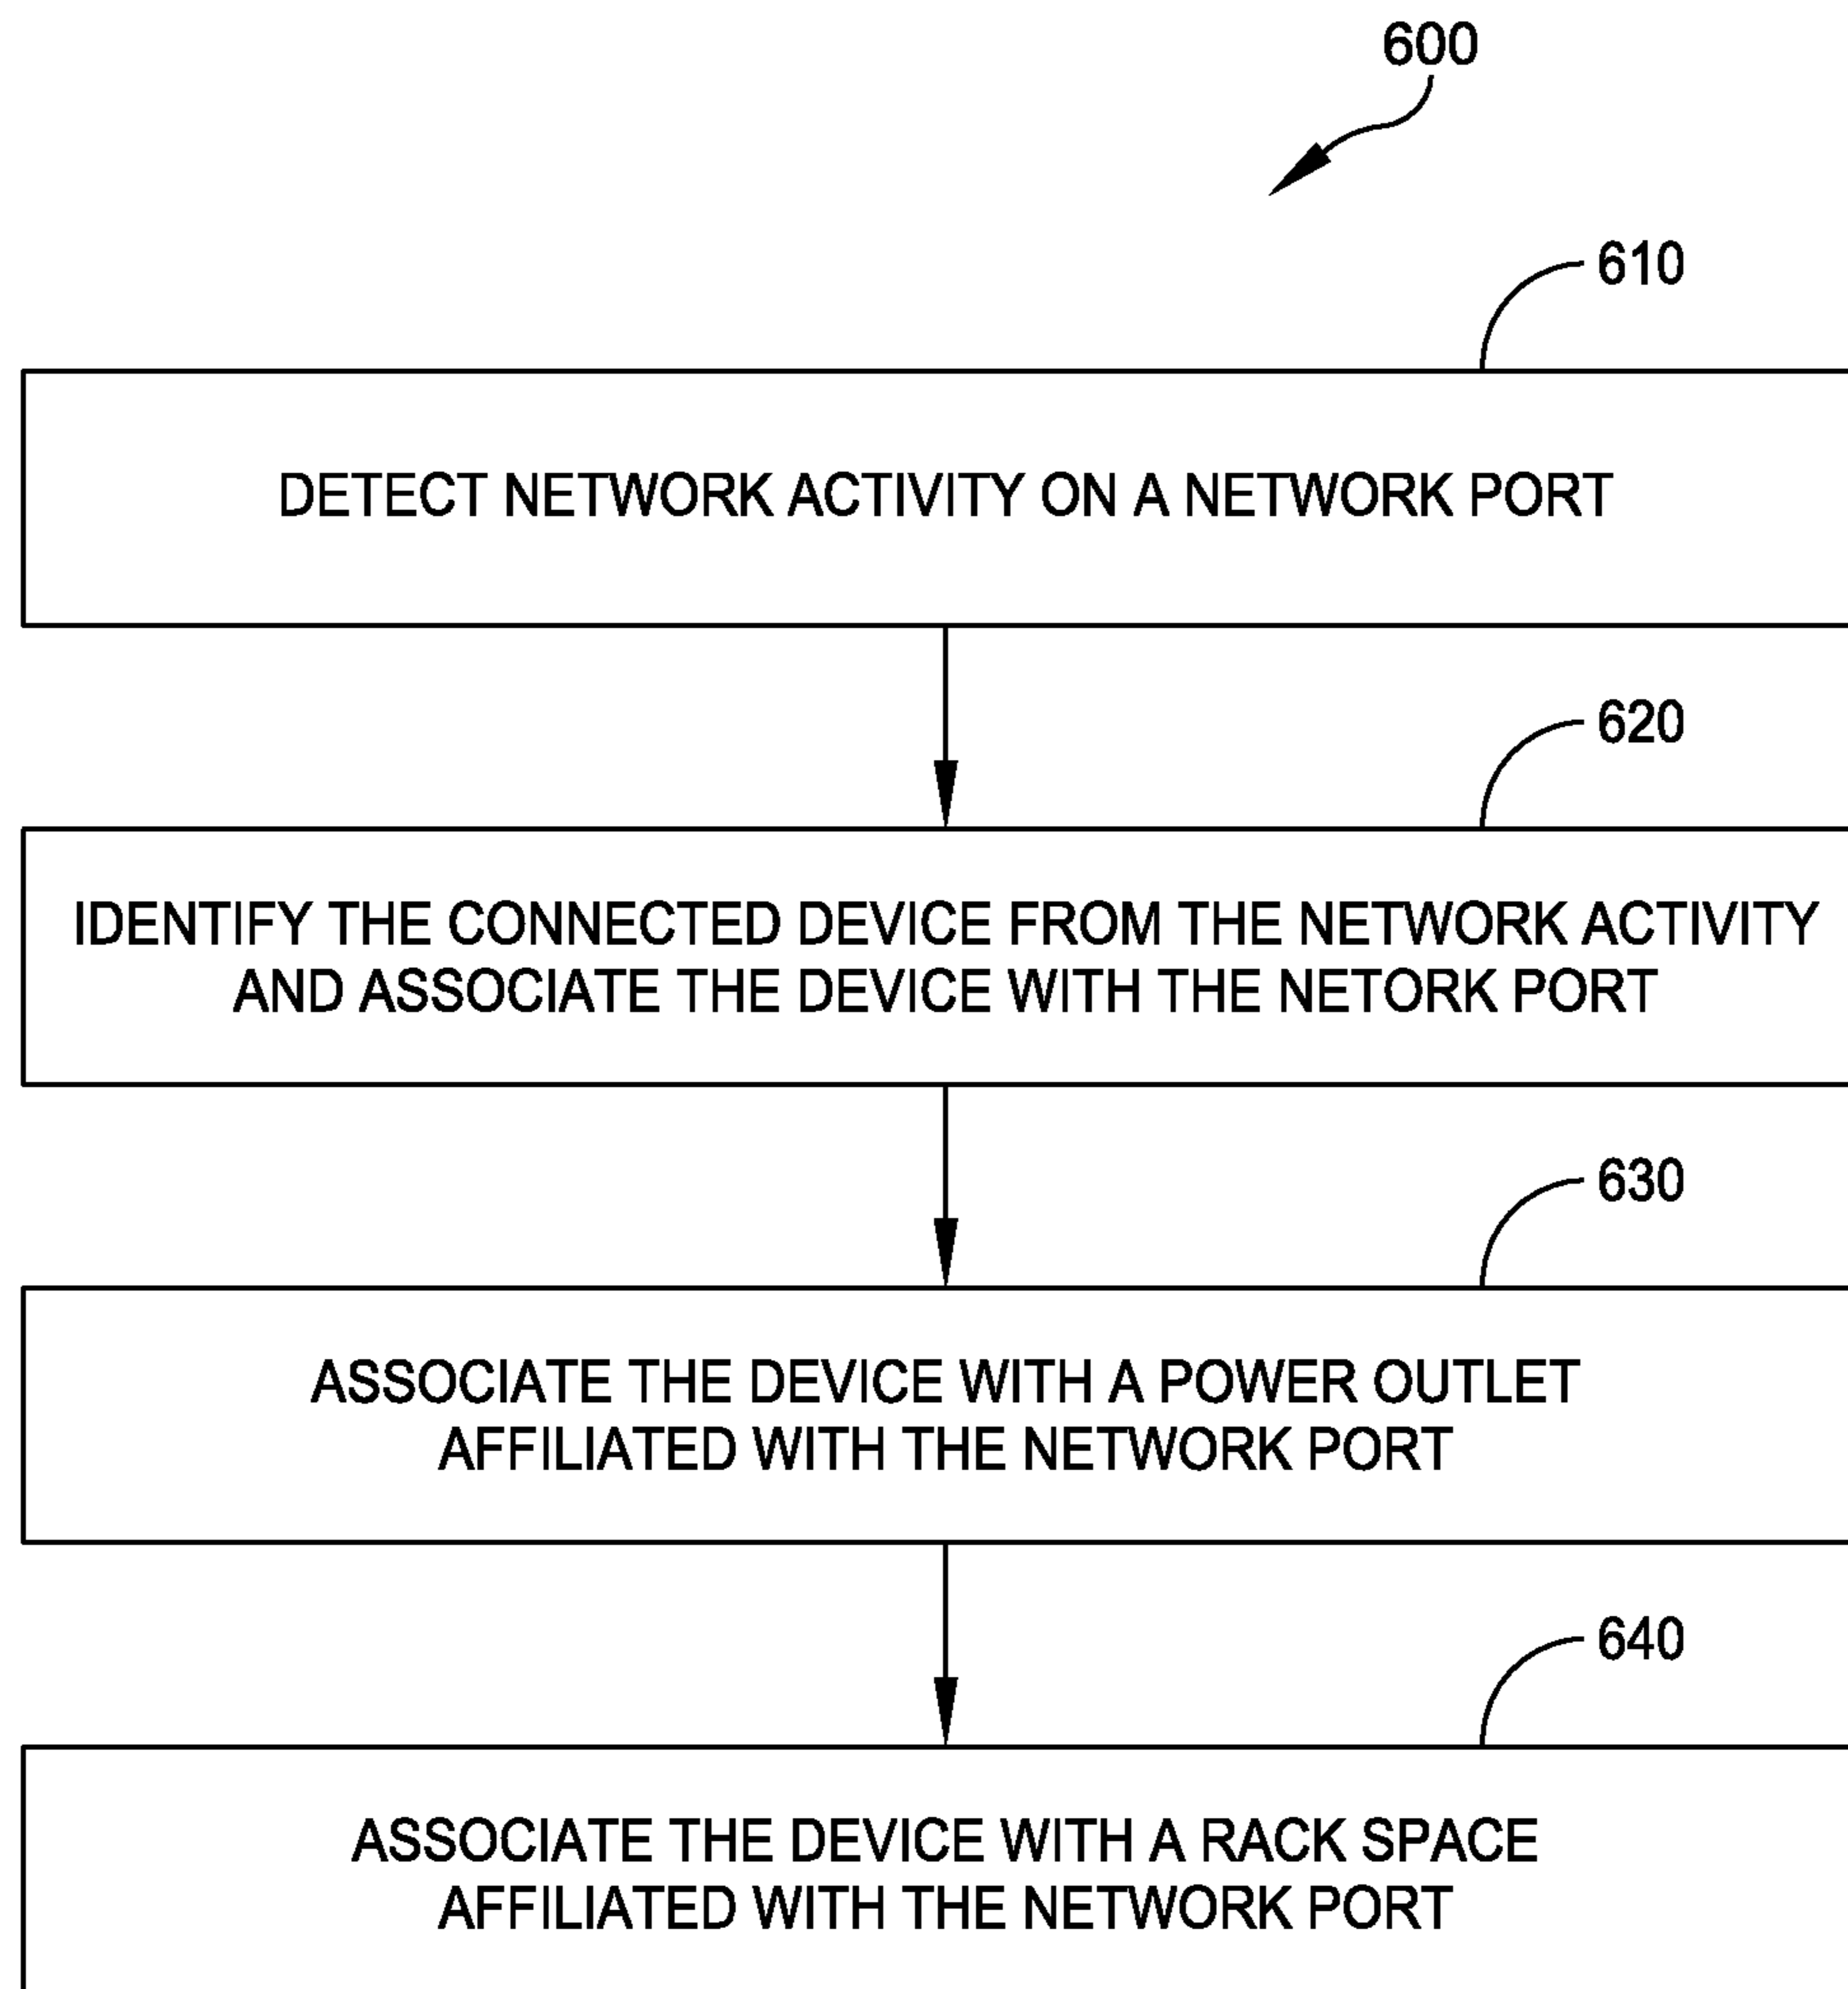 600
610
DETECT NETWORK ACTIVITY ON A NETWORK PORT
620
IDENTIFY THE CONNECTED DEVICE FROM THE NETWORK ACTIVITY
AND ASSOCIATE THE DEVICE WITH THE NETORK PORT
630
ASSOCIATE THE DEVICE WITH A POWER OUTLET
AFFILIATED WITH THE NETWORK PORT
640
ASSOCIATE THE DEVICE WITH A RACK SPACE
AFFILIATED WITH THE NETWORK PORT